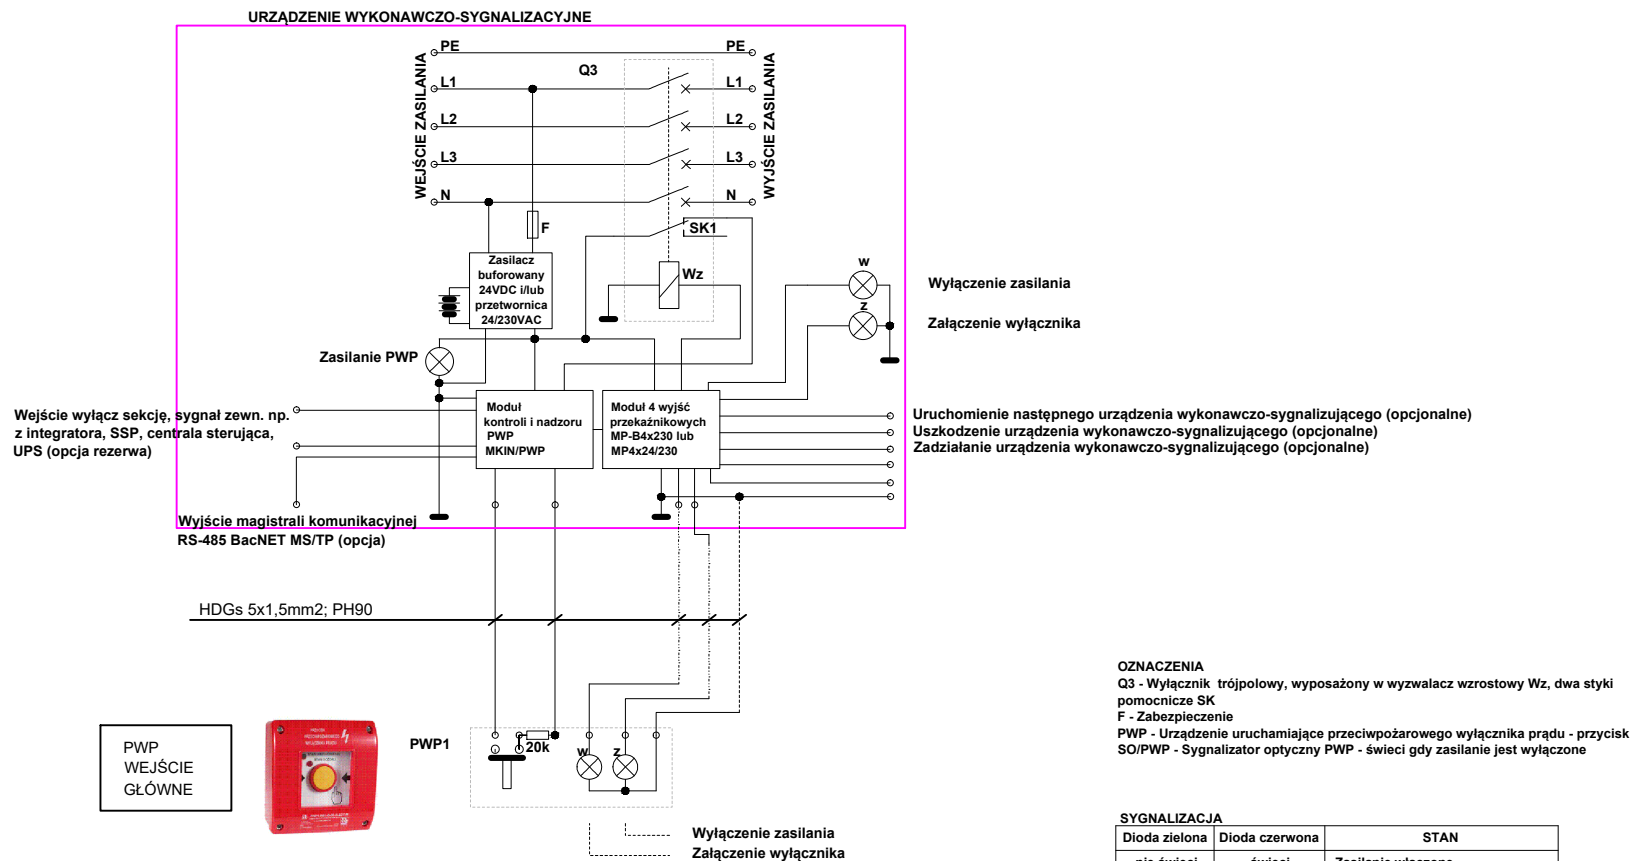 URZĄDZENIE WYKONAWCZO-SYGNALIZACYJNE
WEJŚCIE ZASILANIA
PE
L1
L2
L3
N
Q3
PE
L1
L2
L3
N
WYJŚCIE ZASILANIA
F
SK1
Wz
Zasilacz
buforowany
24VDC i/lub
przetwornica
24/230VAC
w
z
Wyłączenie zasilania
Załączenie wyłącznika
Zasilanie PWP
Moduł
kontroli i nadzoru
PWP
MKIN/PWP
Moduł 4 wyjść
przekaźnikowych
MP-B4x230 lub
MP4x24/230
Wejście wyłącz sekcję, sygnał zewn. np.
z integratora, SSP, centrala sterująca,
UPS (opcja rezerwa)
Uruchomienie następnego urządzenia wykonawczo-sygnalizującego (opcjonalne)
Uszkodzenie urządzenia wykonawczo-sygnalizującego (opcjonalne)
Zadziałanie urządzenia wykonawczo-sygnalizującego (opcjonalne)
Wyjście magistrali komunikacyjnej
RS-485 BacNET MS/TP (opcja)
HDGs 5x1,5mm2; PH90
PWP
WEJŚCIE
GŁÓWNE
PWP1
20k
w
z
Wyłączenie zasilania
Załączenie wyłącznika
OZNACZENIA
Q3 - Wyłącznik trójpolowy, wyposażony w wyzwalacz wzrostowy Wz, dwa styki
pomocnicze SK
F - Zabezpieczenie
PWP - Urządzenie uruchamiające przeciwpożarowego wyłącznika prądu - przycisk
SO/PWP - Sygnalizator optyczny PWP - świeci gdy zasilanie jest wyłączone
SYGNALIZACJA
Dioda zielona Dioda czerwona STAN
nie świeci świeci Zasilanie włączone